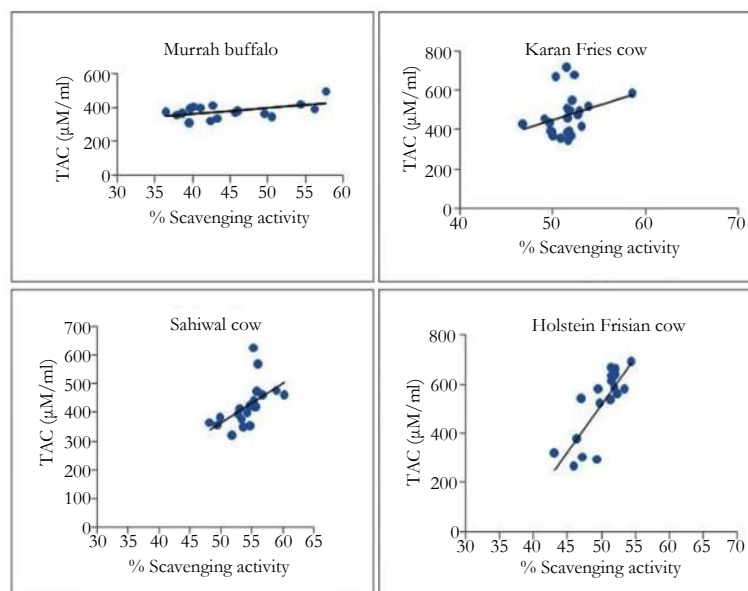 Murrah buffalo
TAC (µM/ml)
600
400
200
0
30 35 40 45 50 55 60
% Scavenging activity
Karan Fries cow
TAC (µM/ml)
800
600
400
200
0
40 50 60 70
% Scavenging activity
Sahiwal cow
TAC (µM/ml)
700
600
500
400
300
200
100
0
30 35 40 45 50 55 60 65
% Scavenging activity
Holstein Frisian cow
TAC (µM/ml)
800
600
400
200
0
30 35 40 45 50 55 60 65 70
% Scavenging activity